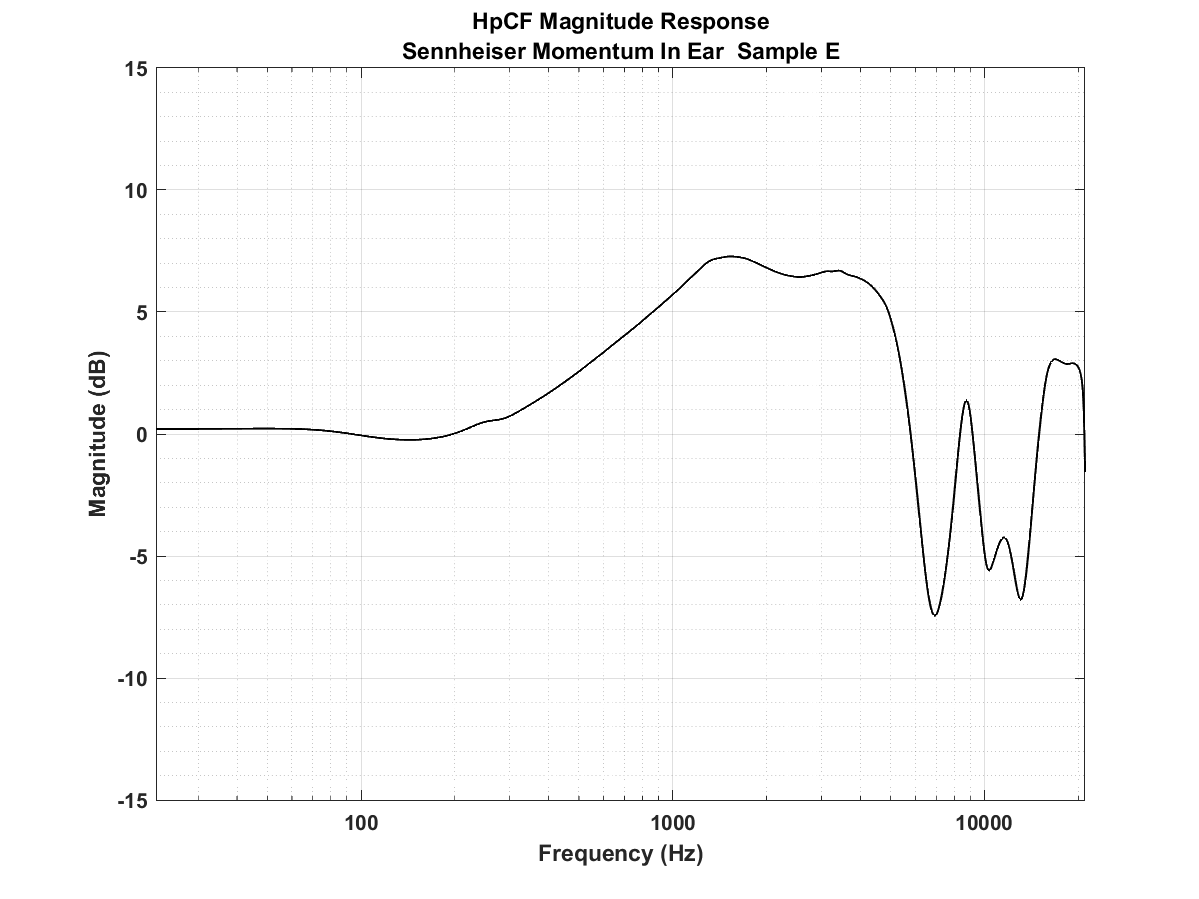 HpCF Magnitude Response
Sennheiser Momentum In Ear  Sample E
15
10
5
0
-5
-10
-15
Magnitude (dB)
100
1000
10000
Frequency (Hz)